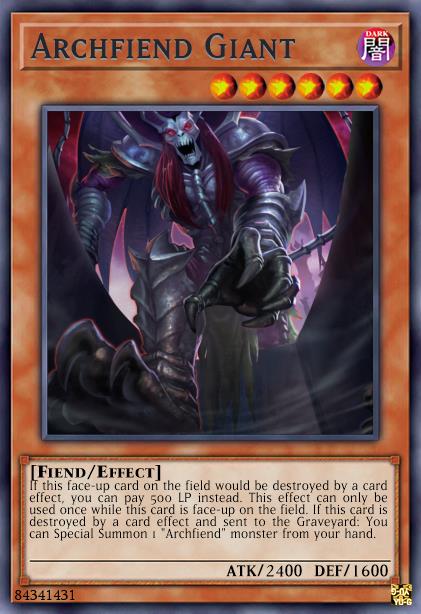 Archfiend Giant
DARK
闇
[Fiend/Effect]
If this face-up card on the field would be destroyed by a card
effect, you can pay 500 LP instead. This effect can only be
used once while this card is face-up on the field. If this card is
destroyed by a card effect and sent to the Graveyard: You
can Special Summon 1 "Archfiend" monster from your hand.
ATK/2400 DEF/1600
84341431